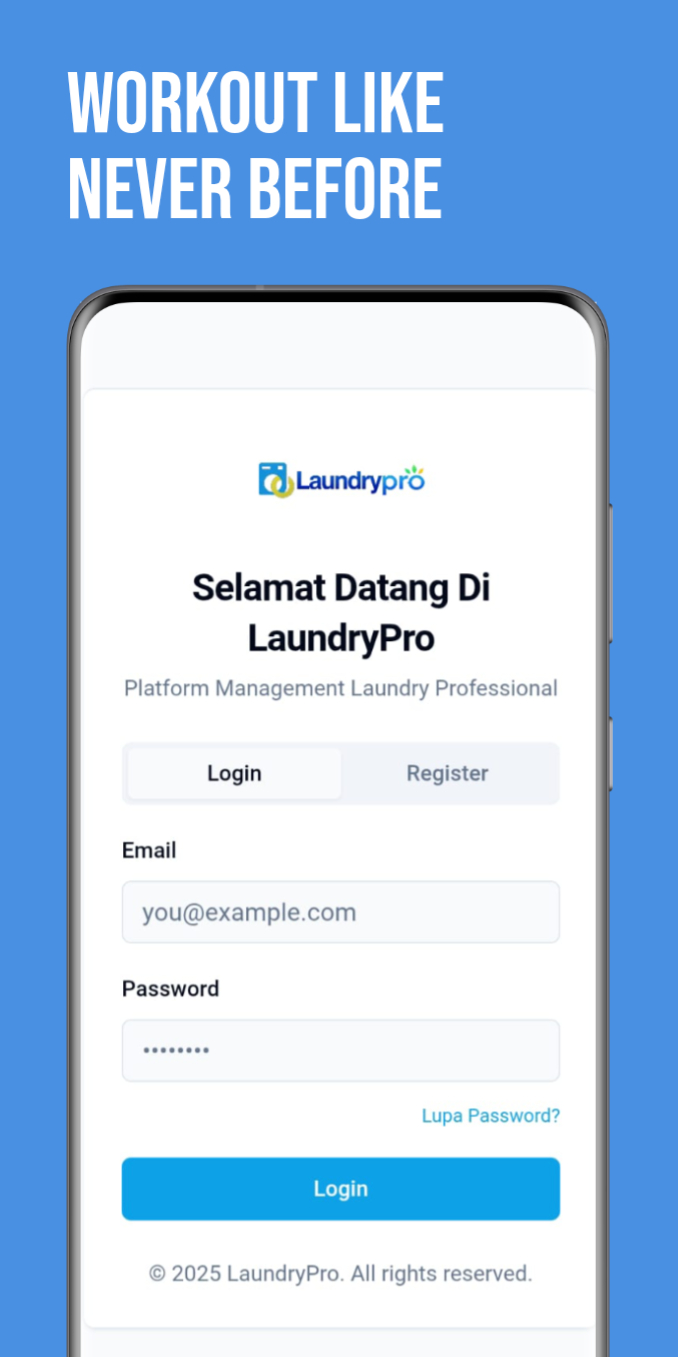 WORKOUT LIKE
NEVER BEFORE
Laundrypro
Selamat Datang Di
LaundryPro
Platform Management Laundry Professional
Login Register
Email
you@example.com
Password
••••••••
Lupa Password?
Login
© 2025 LaundryPro. All rights reserved.